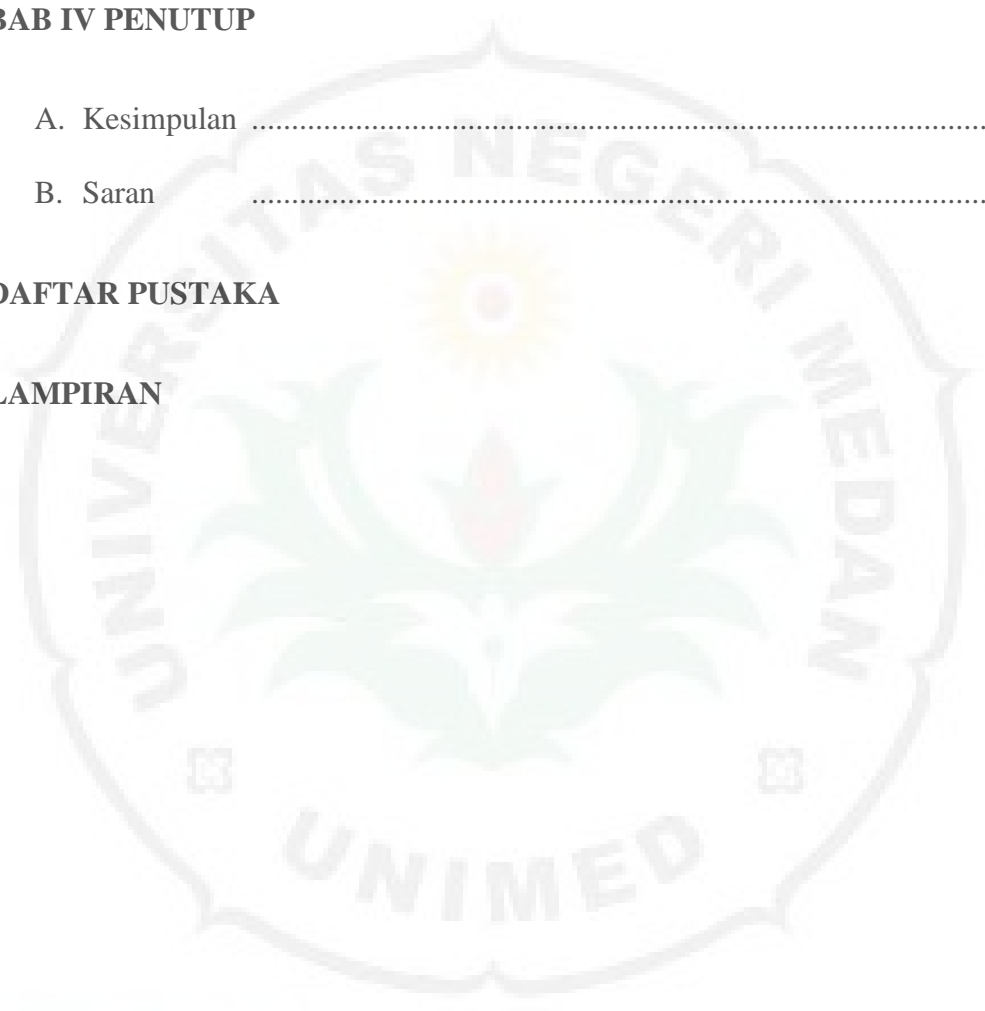 BAB IV PENUTUP
A. Kesimpulan ................................................................................
B. Saran ................................................................................
DAFTAR PUSTAKA
LAMPIRAN
UNIVERSITAS NEGERI MEDAN
UNIMED